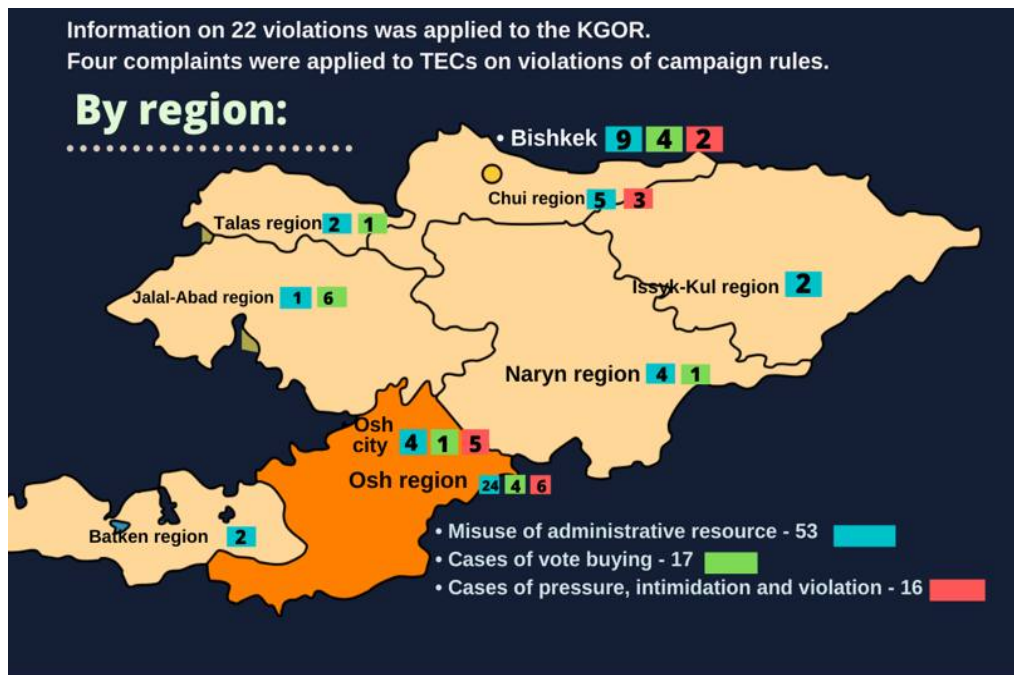 Information on 22 violations was applied to the KGOR.
Four complaints were applied to TECs on violations of campaign rules.
By region:
• Bishkek 9 4 2
Chui region 5 3
Talas region 2 1
Issyk-Kul region 2
Jalal-Abad region 1 6
Naryn region 4 1
Osh
city 4 1 5
Osh region 24 4 6
Batken region 2
• Misuse of administrative resource - 53
• Cases of vote buying - 17
• Cases of pressure, intimidation and violation - 16